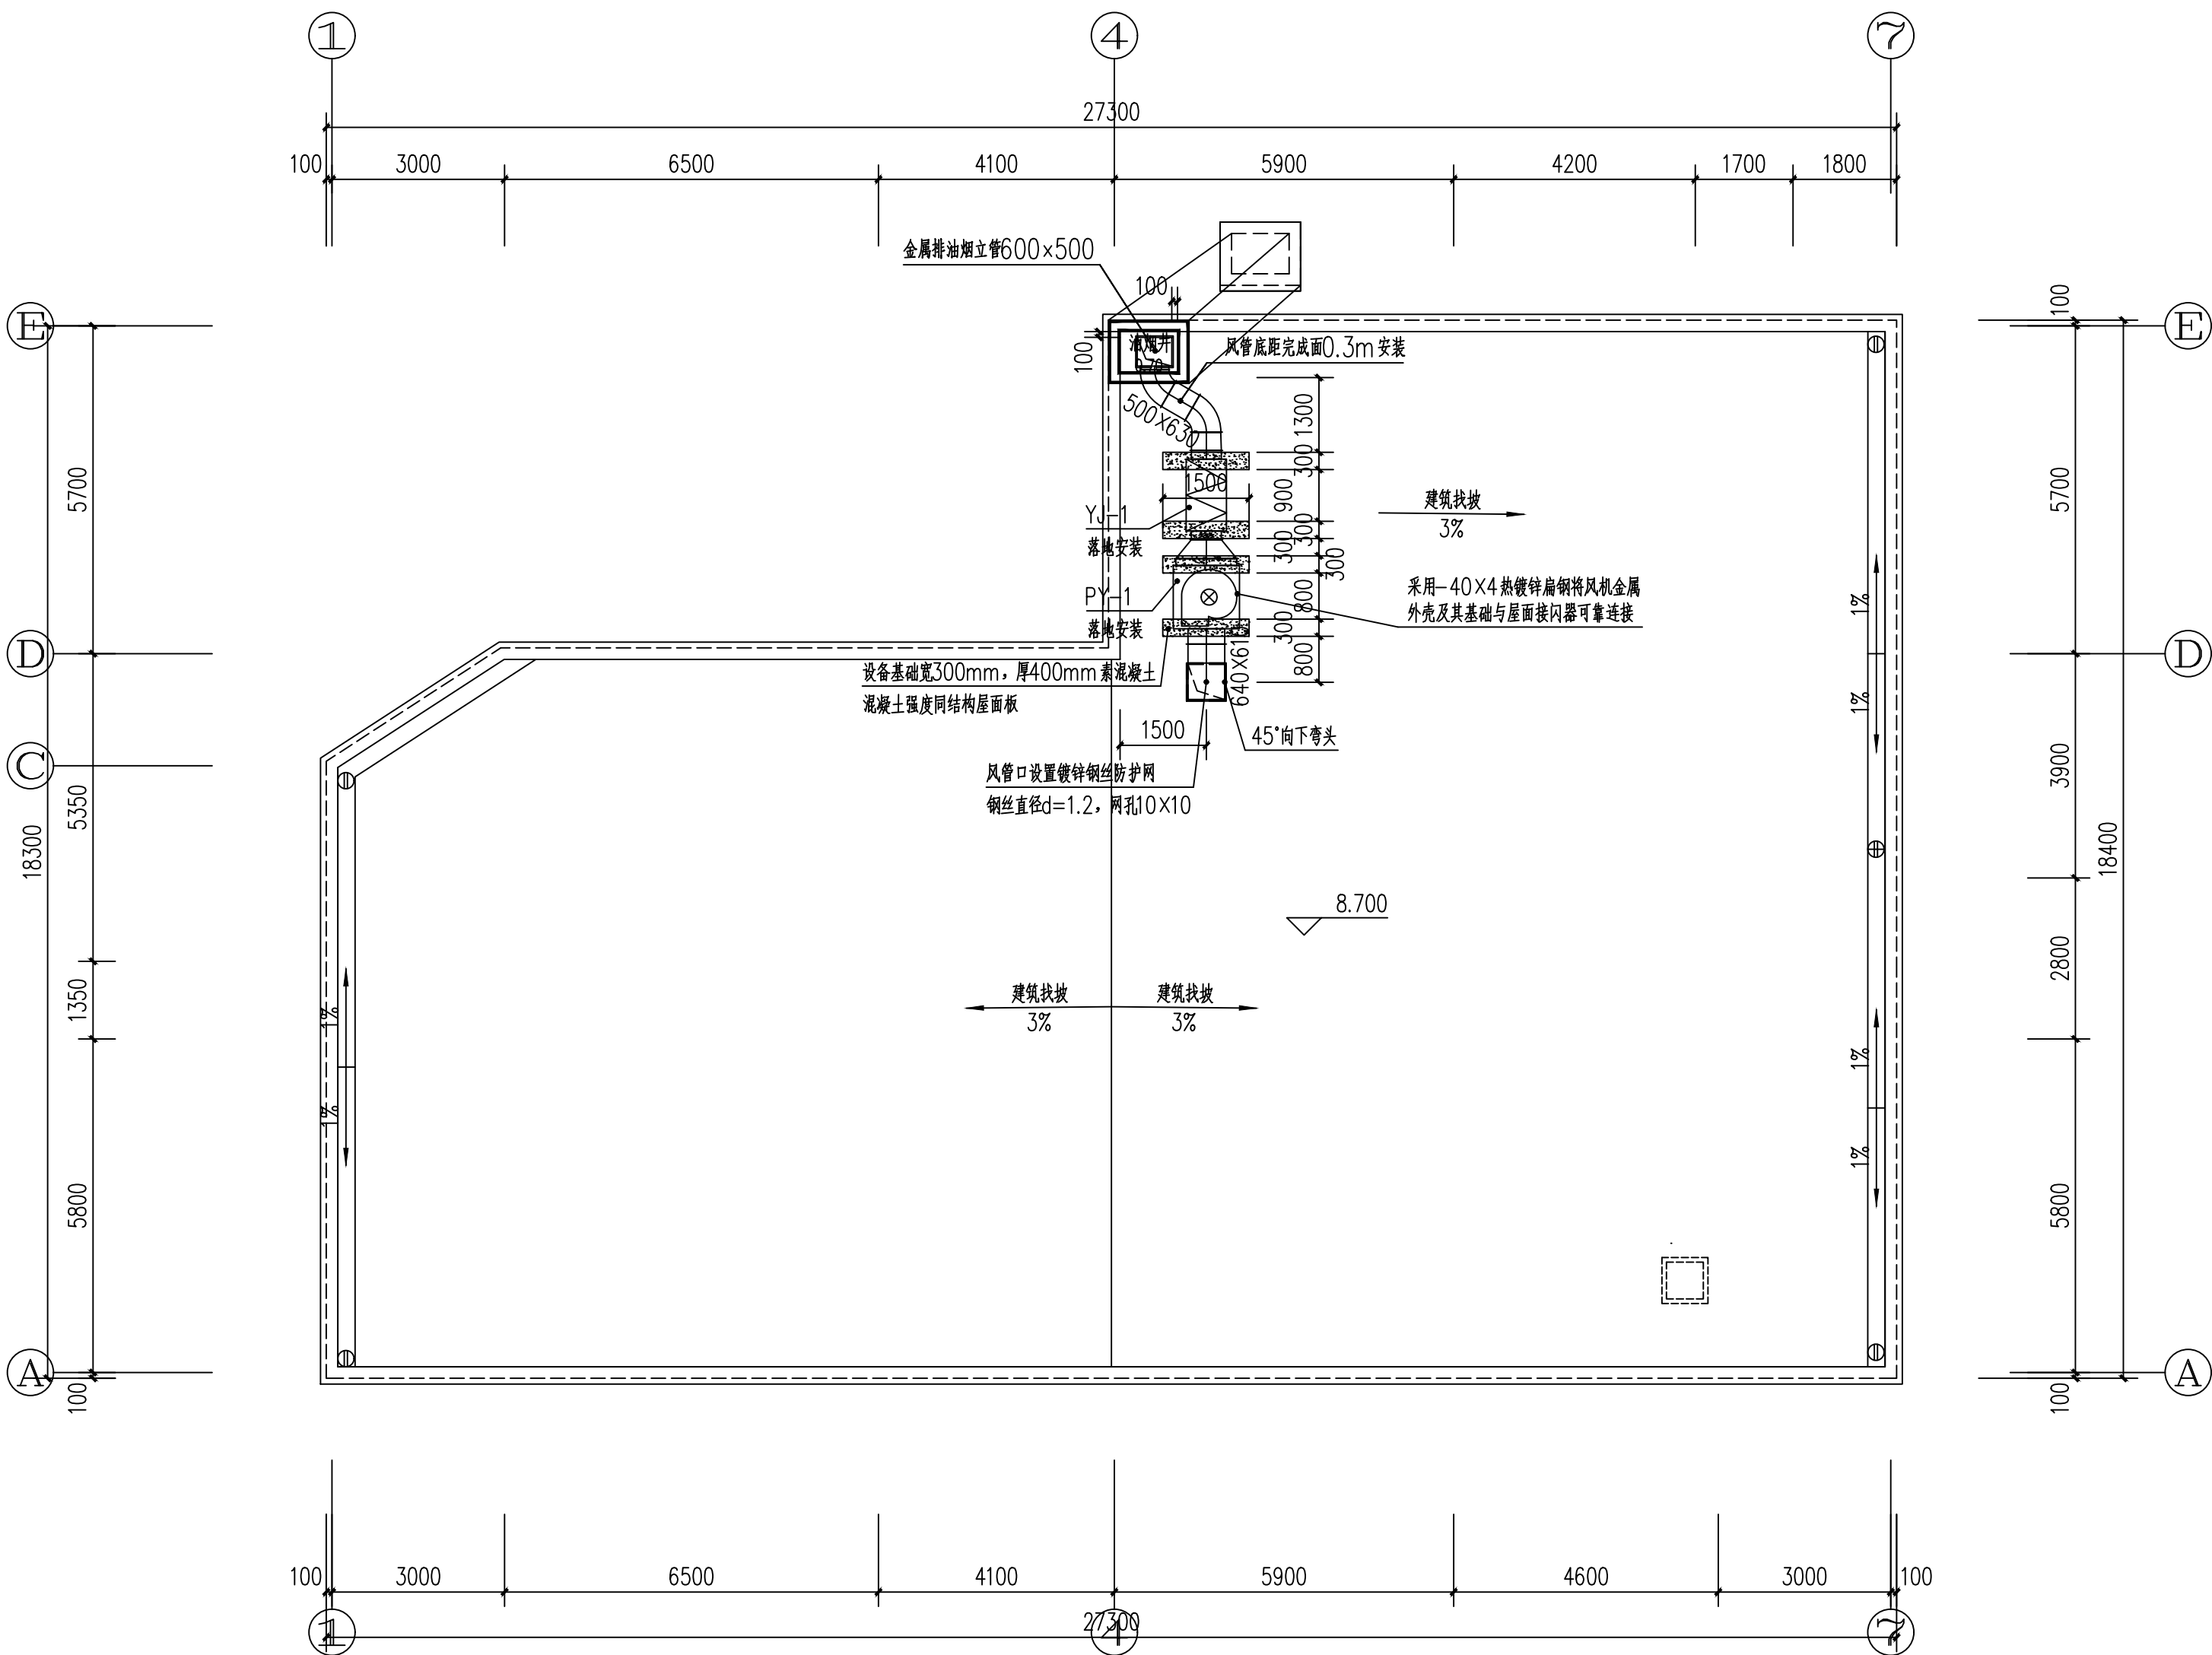 1
4
7
27300
100
3000
6500
4100
5900
4200
1700
1800
金属排油烟立管600×500
100
100
油烟井
风管底距完成面0.3m安装
500X630
E
E
100
1300
300
900
300
300
300
800
300
800
1500
YJ-1
落地安装
PY-1
落地安装
建筑找坡
3%
采用-40X4热镀锌扁钢将风机金属
外壳及其基础与屋面接闪器可靠连接
5700
5700
1%
1%
D
D
设备基础宽300mm，厚400mm素混凝土
混凝土强度同结构屋面板
1500
45°向下弯头
风管口设置镀锌钢丝防护网
钢丝直径d=1.2，网孔10X10
C
5350
18300
3900
18400
8.700
建筑找坡
3%
建筑找坡
3%
1350
2800
1%
1%
1%
1%
5800
5800
A
A
100
100
100
3000
6500
4100
5900
4600
3000
100
27300
1
4
7